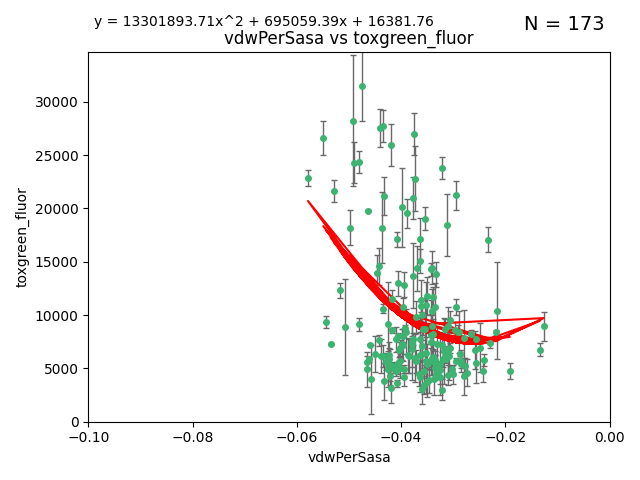 y = 13301893.71x^2 + 695059.39x + 16381.76
N = 173
vdwPerSasa vs toxgreen_fluor
30000
25000
20000
15000
10000
5000
0
toxgreen_fluor
−0.10
−0.08
−0.06
−0.04
−0.02
0.00
vdwPerSasa